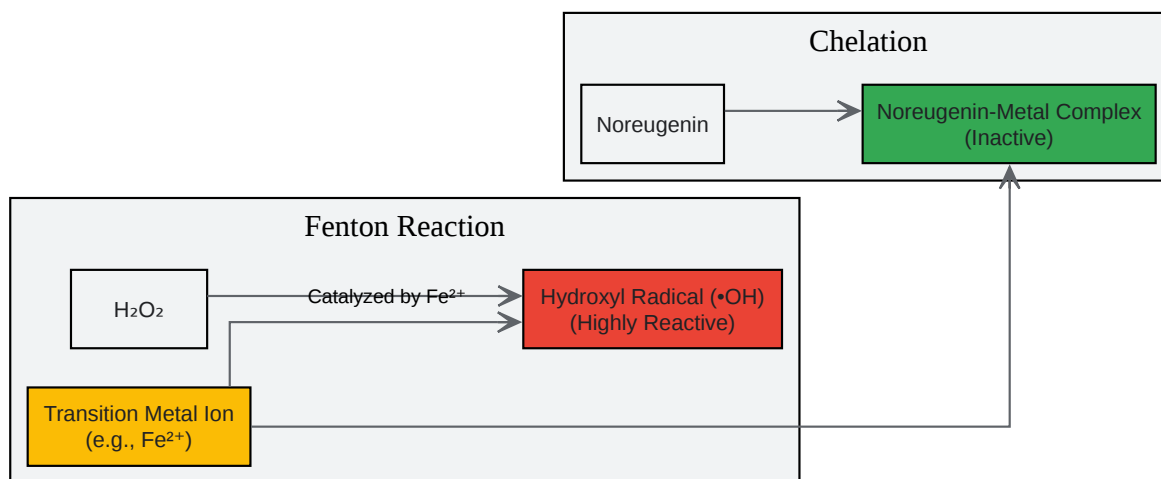 Chelation
Noreugenin
Noreugenin-Metal Complex
(Inactive)
Fenton Reaction
H₂O₂
Catalyzed by Fe²⁺
Hydroxyl Radical (•OH)
(Highly Reactive)
Transition Metal Ion
(e.g., Fe²⁺)